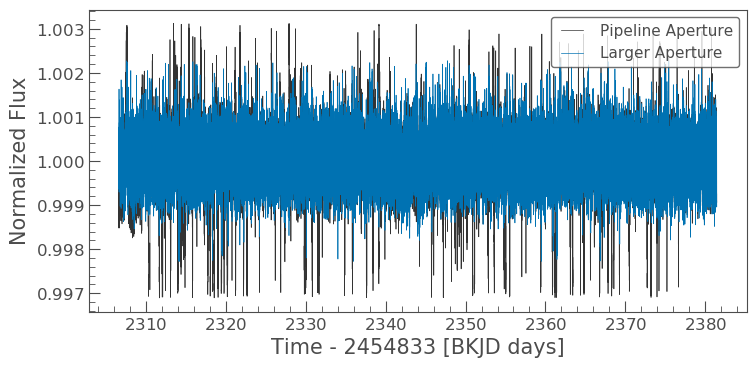 1.003
1.002
1.001
1.000
0.999
0.998
0.997
Normalized Flux
Pipeline Aperture
Larger Aperture
2310 2320 2330 2340 2350 2360 2370 2380
Time - 2454833 [BKJD days]